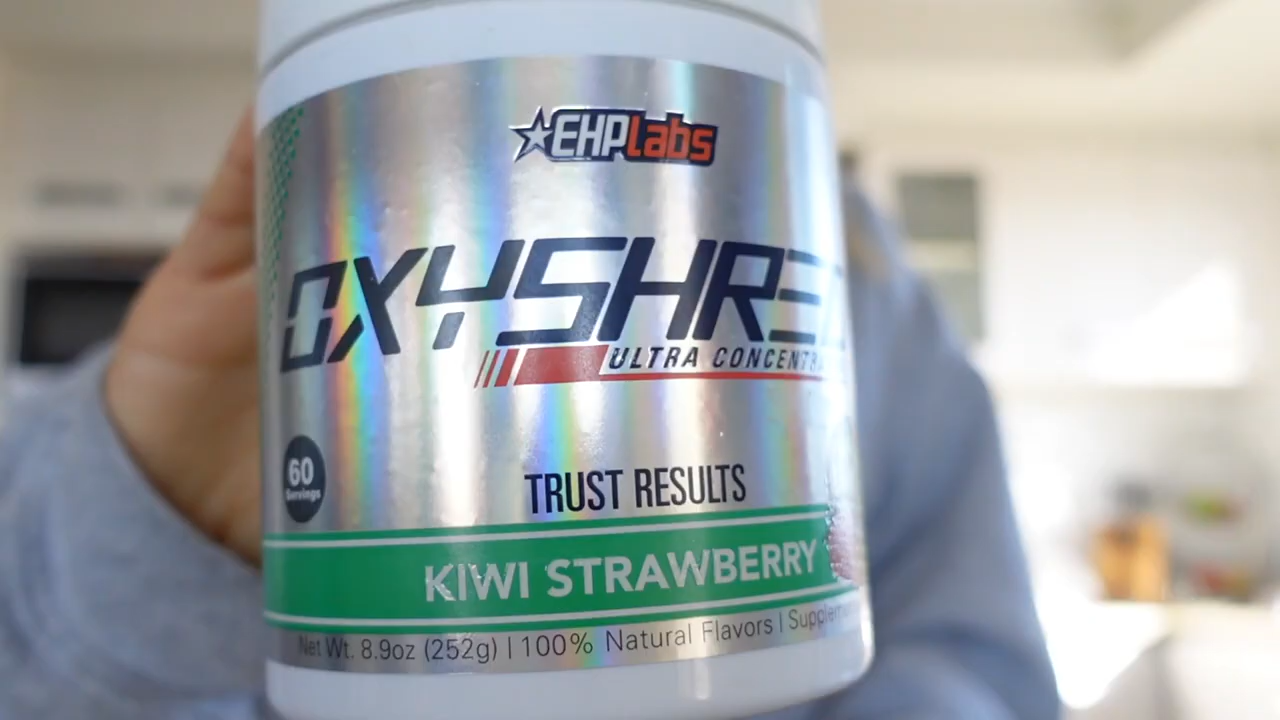 EHPlabs
OXYSHRED
ULTRA CONCENTRA
60
Servings
TRUST RESULTS
KIWI STRAWBERRY
Net Wt. 8.9oz (252g) | 100% Natural Flavors | Supplem